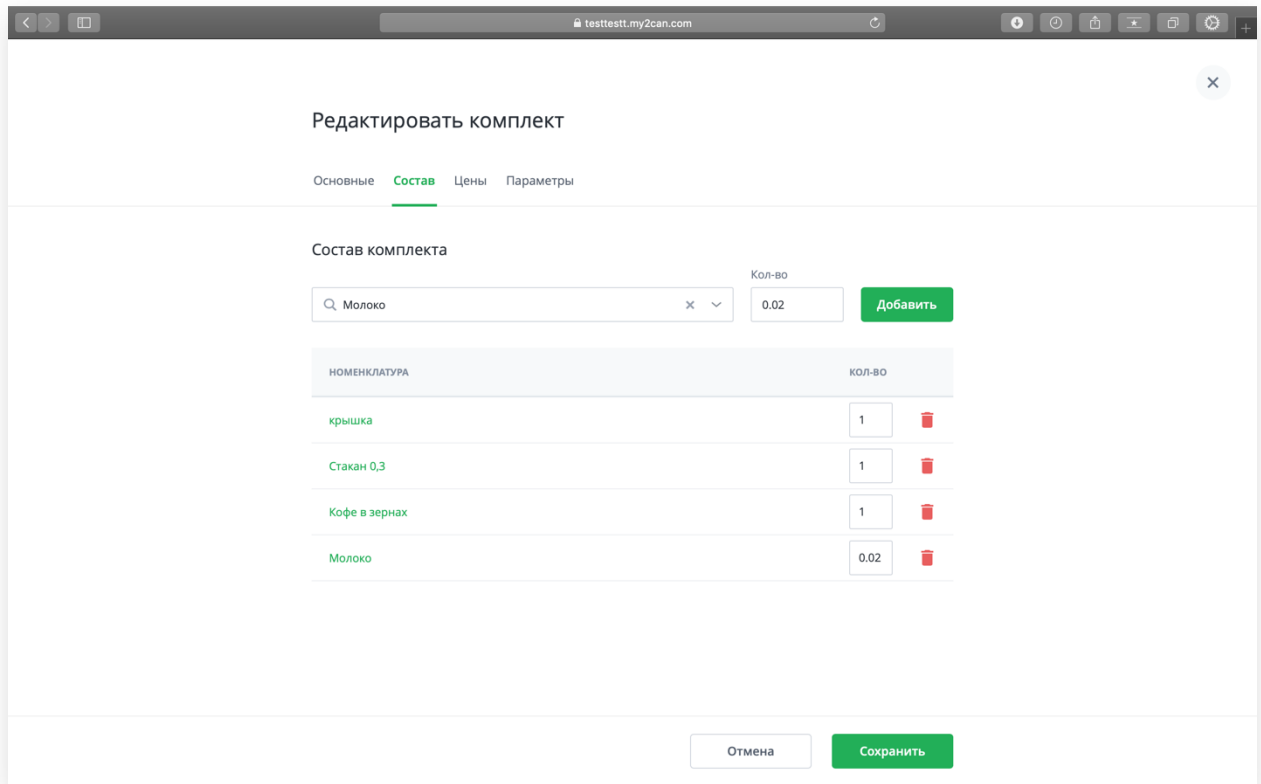 testtestt.my2can.com
Редактировать комплект
Основные Состав Цены Параметры
Состав комплекта
Кол-во
Молоко 0.02 Добавить
НОМЕНКЛАТУРА КОЛ-ВО
крышка 1
Стакан 0,3 1
Кофе в зернах 1
Молоко 0.02
Отмена Сохранить